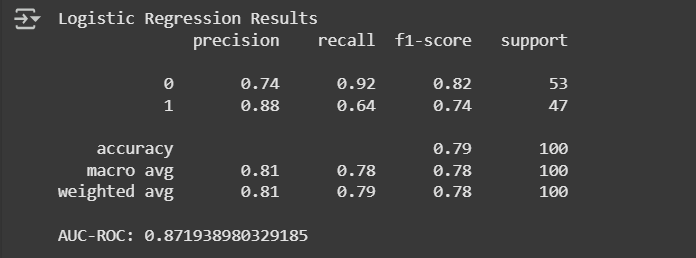 Logistic Regression Results
precision recall f1-score support
0 0.74 0.92 0.82 53
1 0.88 0.64 0.74 47
accuracy 0.79 100
macro avg 0.81 0.78 0.78 100
weighted avg 0.81 0.79 0.78 100
AUC-ROC: 0.871938980329185